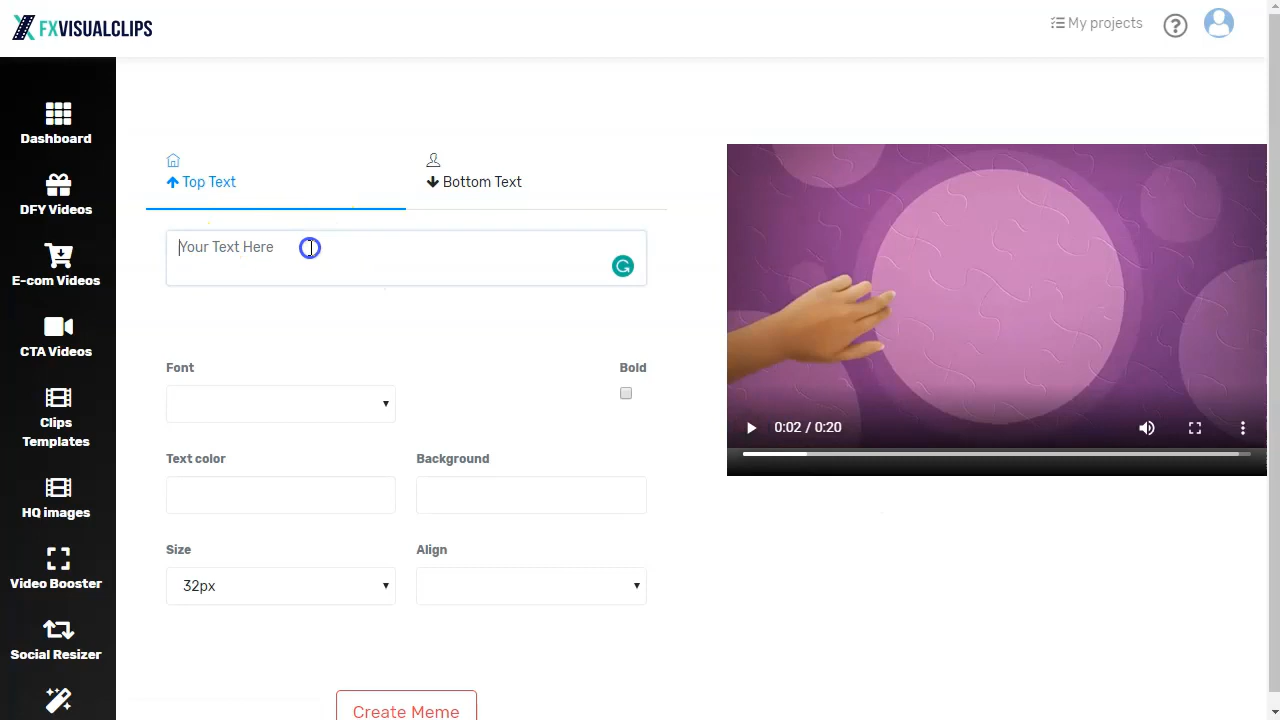 FXVISUALCLIPS
My projects
?
Dashboard
DFY Videos
E-com Videos
CTA Videos
Clips
Templates
HQ images
Video Booster
Social Resizer
Top Text
Bottom Text
Your Text Here
Font
Bold
Text color
Background
Size
Align
32px
Create Meme
0:02 / 0:20